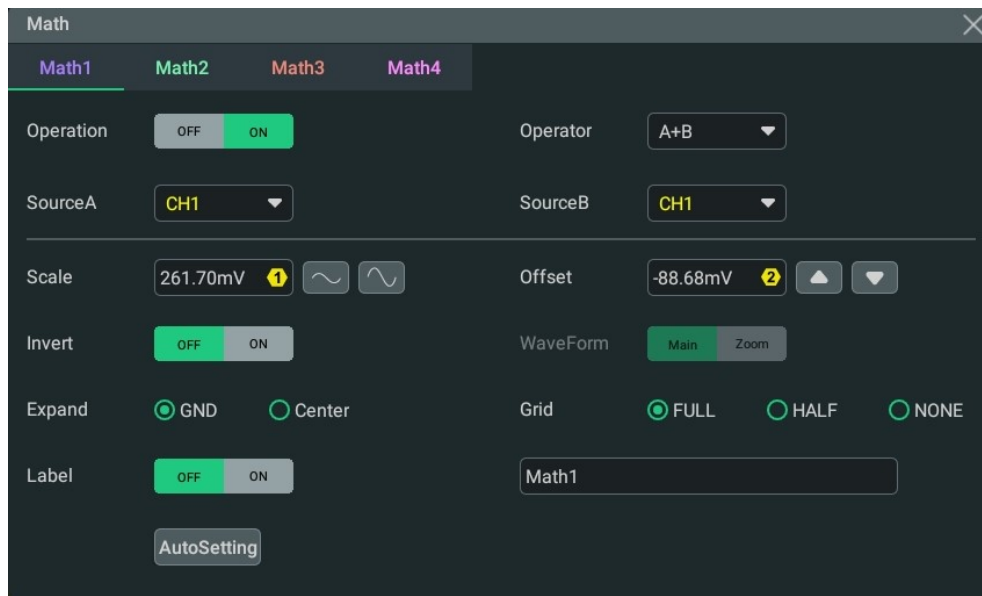 Math
Math1 Math2 Math3 Math4
Operation OFF ON Operator A+B
SourceA CH1 SourceB CH1
Scale 261.70mV 1 Offset -88.68mV 2
Invert OFF ON WaveForm Main Zoom
Expand GND Center Grid FULL HALF NONE
Label OFF ON Math1
AutoSetting